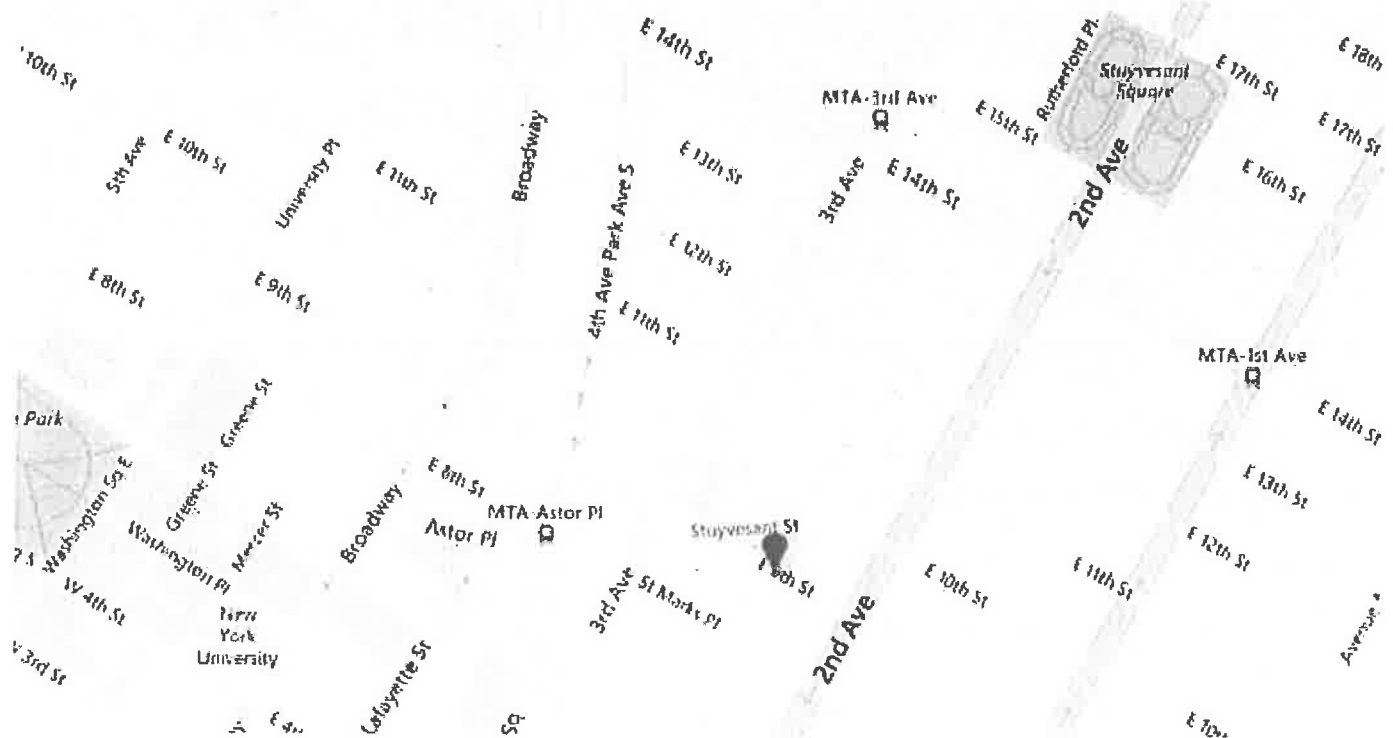 E 14th St
Rutherford Pl.
E 18th
10th St
Stuyvesant
Square
E 17th St
MTA-3rd Ave
E 15th St
E 17th St
5th Ave
E 10th St
University Pl
E 11th St
Broadway
4th Ave Park Ave S
E 13th St
3rd Ave
E 14th St
2nd Ave
E 16th St
E 12th St
E 8th St
E 9th St
E 11th St
MTA-1st Ave
Park
Greene St
E 14th St
Washington Sq E
Greene St
Mercer St
Broadway
E 8th St
E 13th St
MTA-Astor Pl
Astor Pl
Stuyvesant St
E 12th St
Washington Pl
W 4th St
3rd Ave
St Marks Pl
E 10th St
E 11th St
New
York
University
2nd Ave
Avenue A
3rd St
Lafayette St